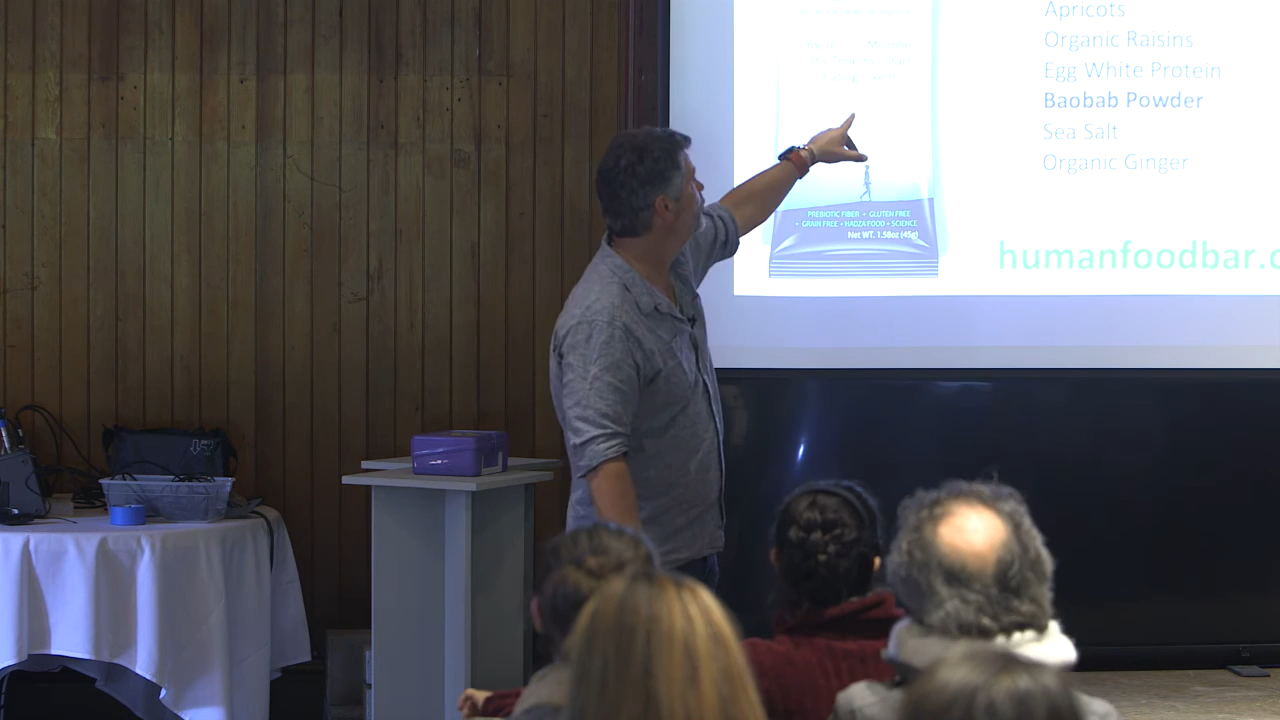 Apricots
Organic Raisins
Egg White Protein
Baobab Powder
Sea Salt
Organic Ginger
PREBIOTIC FIBER + GLUTEN FREE
+ GRAIN FREE + HADZA FOOD + SCIENCE
Net WT. 1.58oz (45g)
humanfoodbar.c